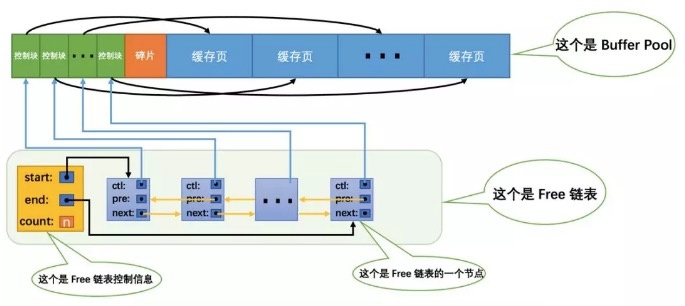 控制块 控制块 控制块 碎片 缓存页 缓存页 缓存页
这个是 Buffer Pool
start:
end:
count: n
ctl:
pre:
next:
ctl:
pre:
next:
ctl:
pre:
next:
这个是 Free 链表
这个是 Free 链表控制信息
这个是 Free 链表的一个节点